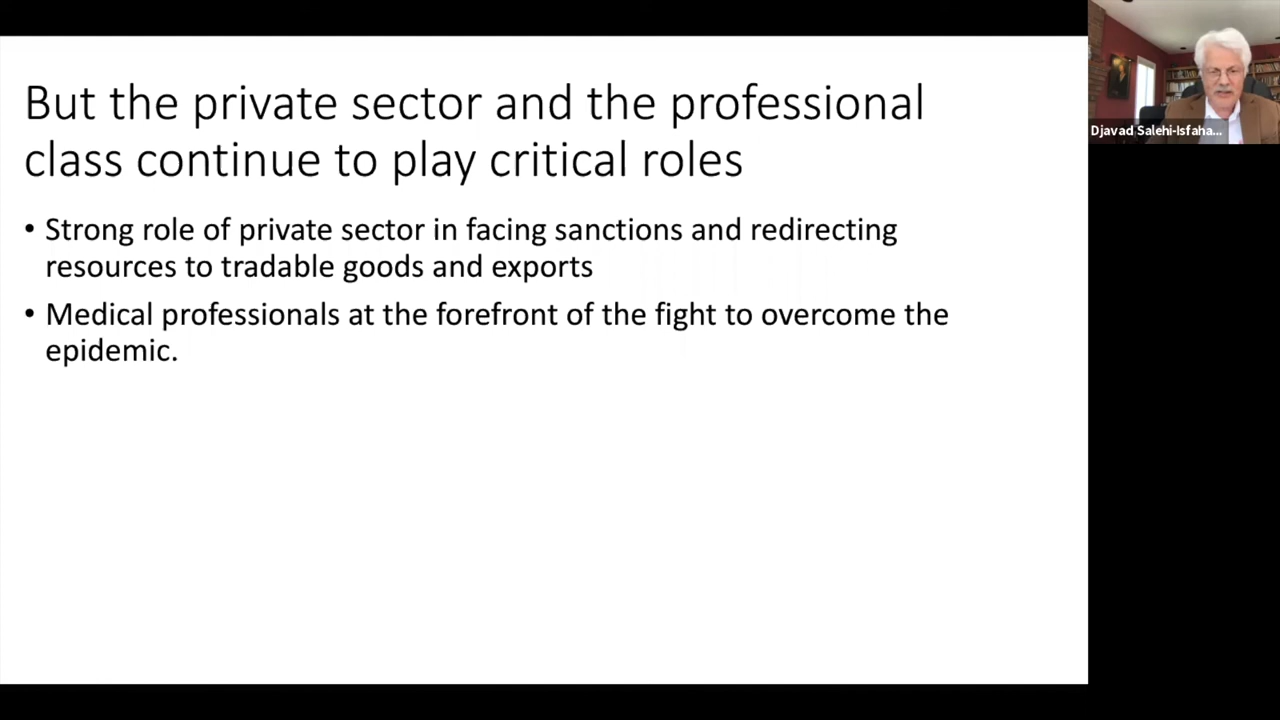 But the private sector and the professional
class continue to play critical roles
• Strong role of private sector in facing sanctions and redirecting
resources to tradable goods and exports
• Medical professionals at the forefront of the fight to overcome the
epidemic.
Djavad Salehi-Isfaha...